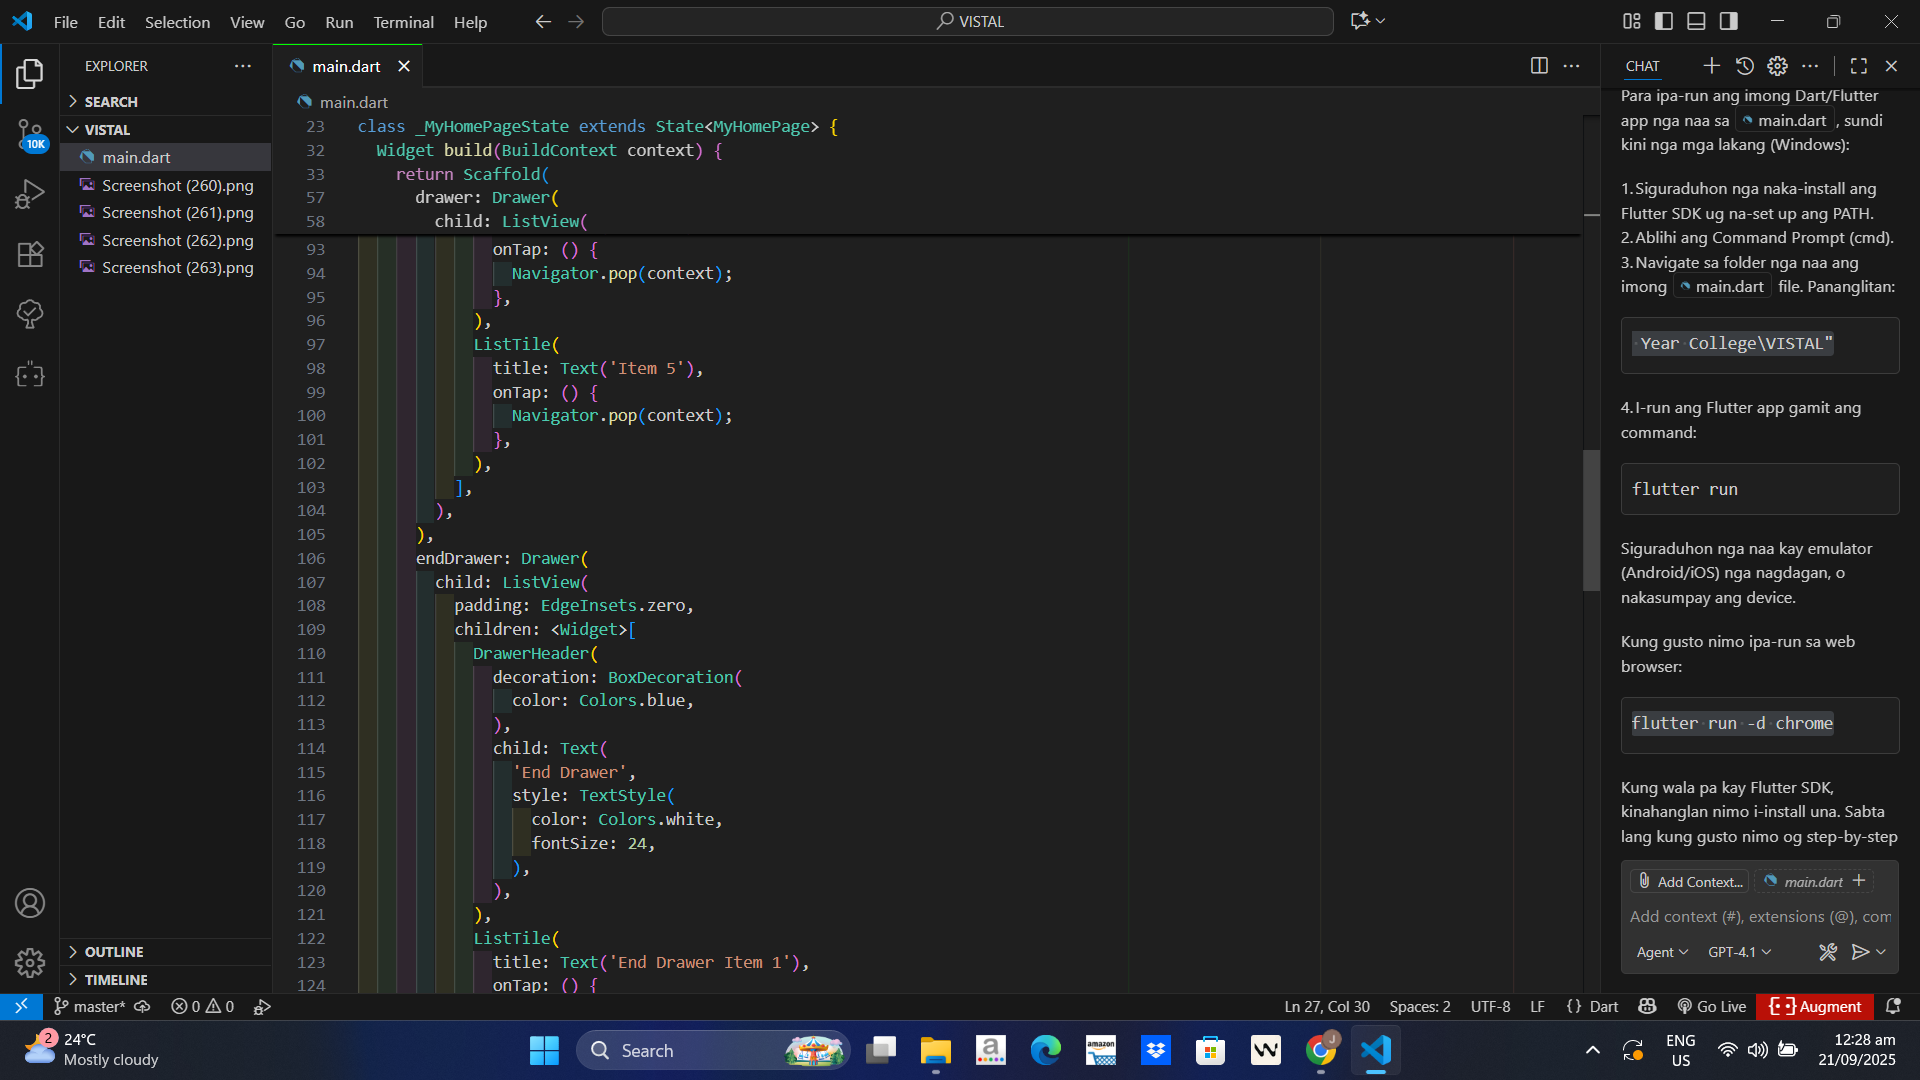 File Edit Selection View Go Run Terminal Help
VISTAL
EXPLORER
SEARCH
VISTAL
main.dart
Screenshot (260).png
Screenshot (261).png
Screenshot (262).png
Screenshot (263).png
OUTLINE
TIMELINE
10K
main.dart
main.dart
23 class _MyHomePageState extends State<MyHomePage> {
32 Widget build(BuildContext context) {
33 return Scaffold(
57 drawer: Drawer(
58 child: ListView(
93 onTap: () {
94 Navigator.pop(context);
95 },
96 ),
97 ListTile(
98 title: Text('Item 5'),
99 onTap: () {
100 Navigator.pop(context);
101 },
102 ),
103 ],
104 ),
105 ),
106 endDrawer: Drawer(
107 child: ListView(
108 padding: EdgeInsets.zero,
109 children: <Widget>[
110 DrawerHeader(
111 decoration: BoxDecoration(
112 color: Colors.blue,
113 ),
114 child: Text(
115 'End Drawer',
116 style: TextStyle(
117 color: Colors.white,
118 fontSize: 24,
119 ),
120 ),
121 ),
122 ListTile(
123 title: Text('End Drawer Item 1'),
124 onTap: () {
CHAT
Para ipa-run ang imong Dart/Flutter
app nga naa sa main.dart, sundi
kini nga mga lakang (Windows):
1. Siguraduhon nga naka-install ang
Flutter SDK ug na-set up ang PATH.
2. Ablihi ang Command Prompt (cmd).
3. Navigate sa folder nga naa ang
imong main.dart file. Pananglitan:
Year College\VISTAL"
4. I-run ang Flutter app gamit ang
command:
flutter run
Siguraduhon nga naa kay emulator
(Android/iOS) nga nagdagan, o
nakasumpay ang device.
Kung gusto nimo ipa-run sa web
browser:
flutter run -d chrome
Kung wala pa kay Flutter SDK,
kinahanglan nimo i-install una. Sabta
lang kung gusto nimo og step-by-step
Add Context... main.dart
Add context (#), extensions (@), com
Agent GPT-4.1
master* 0 0
Ln 27, Col 30 Spaces: 2 UTF-8 LF {} Dart Go Live Augment
2
24°C
Mostly cloudy
Search
a
amazon
J
ENG
US
12:28 am
21/09/2025